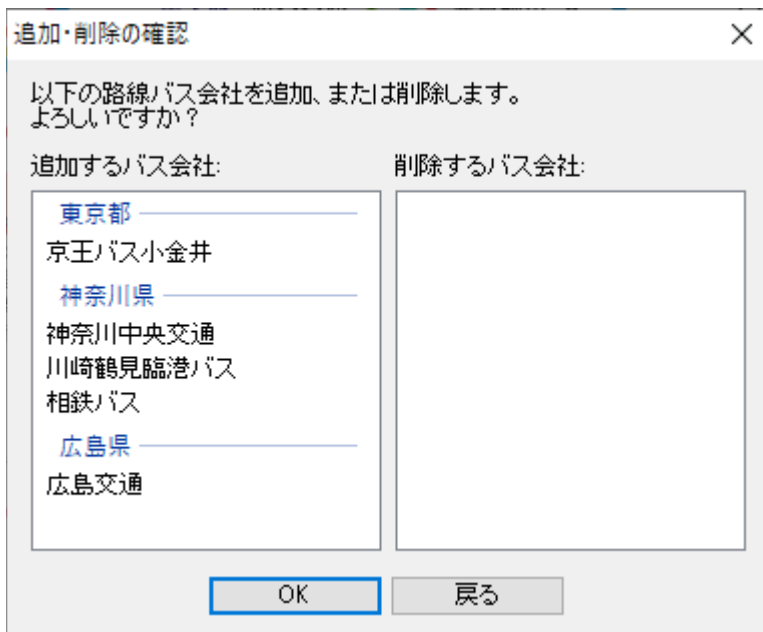 追加・削除の確認
以下の路線バス会社を追加、または削除します。
よろしいですか？
追加するバス会社:
東京都
京王バス小金井
神奈川県
神奈川中央交通
川崎鶴見臨港バス
相鉄バス
広島県
広島交通
削除するバス会社:
OK
戻る